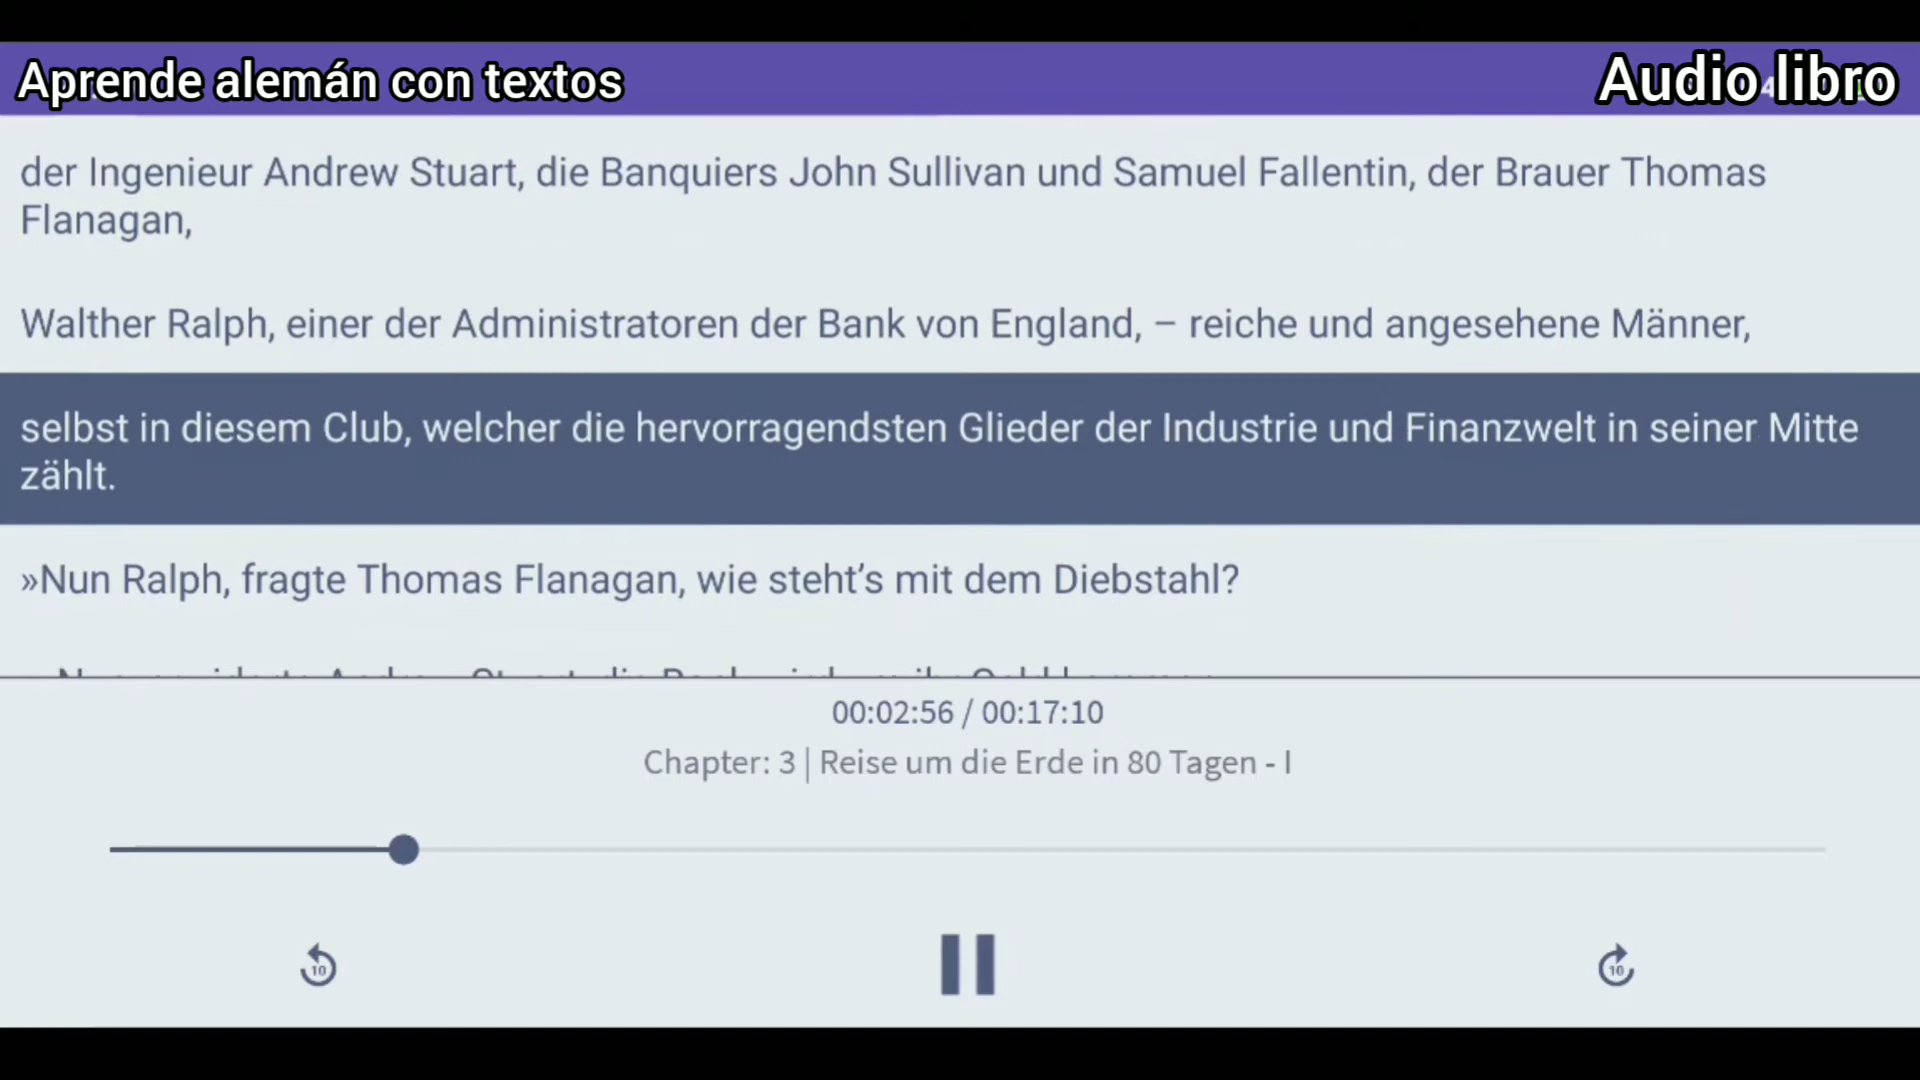 Aprende alemán con textos
Audio libro
der Ingenieur Andrew Stuart, die Banquiers John Sullivan und Samuel Fallentin, der Brauer Thomas
Flanagan,
Walther Ralph, einer der Administratoren der Bank von England, – reiche und angesehene Männer,
selbst in diesem Club, welcher die hervorragendsten Glieder der Industrie und Finanzwelt in seiner Mitte
zählt.
»Nun Ralph, fragte Thomas Flanagan, wie steht’s mit dem Diebstahl?
00:02:56 / 00:17:10
Chapter: 3 | Reise um die Erde in 80 Tagen - I
10
10